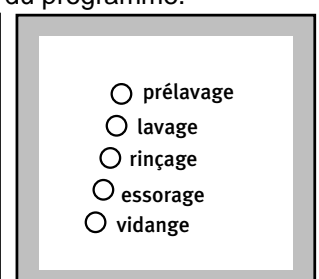 du programme.
prélavage
lavage
rinçage
essorage
vidange